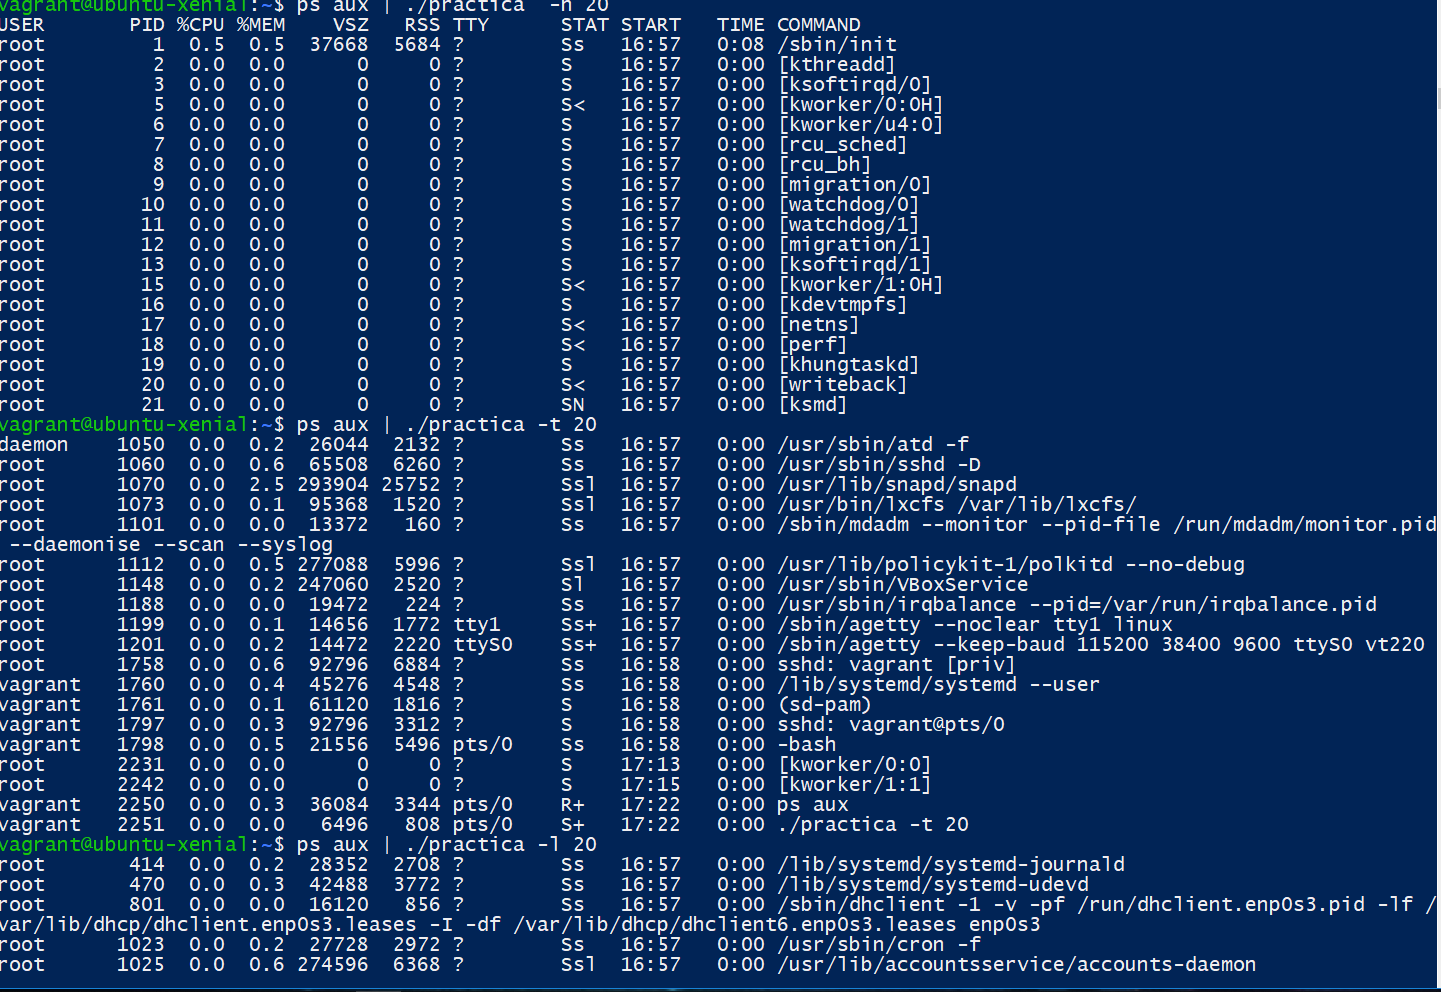 vagrant@ubuntu-xenial:~$ ps aux | ./practica -h 20
USER       PID %CPU %MEM    VSZ   RSS TTY      STAT START   TIME COMMAND
root         1  0.5  0.5  37668  5684 ?        Ss   16:57   0:08 /sbin/init
root         2  0.0  0.0      0     0 ?        S    16:57   0:00 [kthreadd]
root         3  0.0  0.0      0     0 ?        S    16:57   0:00 [ksoftirqd/0]
root         5  0.0  0.0      0     0 ?        S<   16:57   0:00 [kworker/0:0H]
root         6  0.0  0.0      0     0 ?        S    16:57   0:00 [kworker/u4:0]
root         7  0.0  0.0      0     0 ?        S    16:57   0:00 [rcu_sched]
root         8  0.0  0.0      0     0 ?        S    16:57   0:00 [rcu_bh]
root         9  0.0  0.0      0     0 ?        S    16:57   0:00 [migration/0]
root        10  0.0  0.0      0     0 ?        S    16:57   0:00 [watchdog/0]
root        11  0.0  0.0      0     0 ?        S    16:57   0:00 [watchdog/1]
root        12  0.0  0.0      0     0 ?        S    16:57   0:00 [migration/1]
root        13  0.0  0.0      0     0 ?        S    16:57   0:00 [ksoftirqd/1]
root        15  0.0  0.0      0     0 ?        S<   16:57   0:00 [kworker/1:0H]
root        16  0.0  0.0      0     0 ?        S    16:57   0:00 [kdevtmpfs]
root        17  0.0  0.0      0     0 ?        S<   16:57   0:00 [netns]
root        18  0.0  0.0      0     0 ?        S<   16:57   0:00 [perf]
root        19  0.0  0.0      0     0 ?        S    16:57   0:00 [khungtaskd]
root        20  0.0  0.0      0     0 ?        S<   16:57   0:00 [writeback]
root        21  0.0  0.0      0     0 ?        SN   16:57   0:00 [ksmd]
vagrant@ubuntu-xenial:~$ ps aux | ./practica -t 20
daemon    1050  0.0  0.2  26044  2132 ?        Ss   16:57   0:00 /usr/sbin/atd -f
root      1060  0.0  0.6  65508  6260 ?        Ss   16:57   0:00 /usr/sbin/sshd -D
root      1070  0.0  2.5 293904 25752 ?        Ssl  16:57   0:00 /usr/lib/snapd/snapd
root      1073  0.0  0.1  95368  1520 ?        Ssl  16:57   0:00 /usr/bin/lxcfs /var/lib/lxcfs/
root      1101  0.0  0.0  13372   160 ?        Ss   16:57   0:00 /sbin/mdadm --monitor --pid-file /run/mdadm/monitor.pid
 --daemonise --scan --syslog
root      1112  0.0  0.5 277088  5996 ?        Ssl  16:57   0:00 /usr/lib/policykit-1/polkitd --no-debug
root      1148  0.0  0.2 247060  2520 ?        Sl   16:57   0:00 /usr/sbin/VBoxService
root      1188  0.0  0.0  19472   224 ?        Ss   16:57   0:00 /usr/sbin/irqbalance --pid=/var/run/irqbalance.pid
root      1199  0.0  0.1  14656  1772 tty1     Ss+  16:57   0:00 /sbin/agetty --noclear tty1 linux
root      1201  0.0  0.2  14472  2220 ttyS0    Ss+  16:57   0:00 /sbin/agetty --keep-baud 115200 38400 9600 ttyS0 vt220
root      1758  0.0  0.6  92796  6884 ?        Ss   16:58   0:00 sshd: vagrant [priv]
vagrant   1760  0.0  0.4  45276  4548 ?        Ss   16:58   0:00 /lib/systemd/systemd --user
vagrant   1761  0.0  0.1  61120  1816 ?        S    16:58   0:00 (sd-pam)
vagrant   1797  0.0  0.3  92796  3312 ?        S    16:58   0:00 sshd: vagrant@pts/0
vagrant   1798  0.0  0.5  21556  5496 pts/0    Ss   16:58   0:00 -bash
root      2231  0.0  0.0      0     0 ?        S    17:13   0:00 [kworker/0:0]
root      2242  0.0  0.0      0     0 ?        S    17:15   0:00 [kworker/1:1]
vagrant   2250  0.0  0.3  36084  3344 pts/0    R+   17:22   0:00 ps aux
vagrant   2251  0.0  0.0   6496   808 pts/0    S+   17:22   0:00 ./practica -t 20
vagrant@ubuntu-xenial:~$ ps aux | ./practica -l 20
root       414  0.0  0.2  28352  2708 ?        Ss   16:57   0:00 /lib/systemd/systemd-journald
root       470  0.0  0.3  42488  3772 ?        Ss   16:57   0:00 /lib/systemd/systemd-udevd
root       801  0.0  0.0  16120   856 ?        Ss   16:57   0:00 /sbin/dhclient -1 -v -pf /run/dhclient.enp0s3.pid -lf /
var/lib/dhcp/dhclient.enp0s3.leases -I -df /var/lib/dhcp/dhclient6.enp0s3.leases enp0s3
root      1023  0.0  0.2  27728  2972 ?        Ss   16:57   0:00 /usr/sbin/cron -f
root      1025  0.0  0.6 274596  6368 ?        Ssl  16:57   0:00 /usr/lib/accountsservice/accounts-daemon